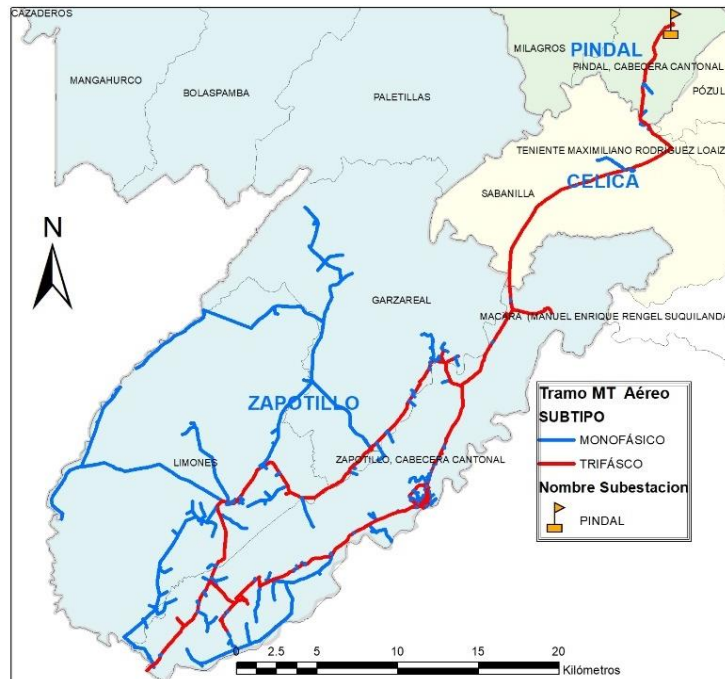 CAZADEROS
MILAGROS
PINDAL
PINDAL, CABECERA CANTONAL
MANGAHURCO
BOLASPAMBA
PALETILLAS
PÓZUL
TENIENTE MAXIMILIANO RODRIGUEZ LOAIZ
CELICA
SABANILLA
N
GARZAREAL
MACARÁ (MANUEL ENRIQUE RENGEL SUQUILANDA
ZAPOTILLO
LIMONES
ZAPOTILLO, CABECERA CANTONAL
Tramo MT Aéreo
SUBTIPO
MONOFÁSICO
TRIFÁSCO
Nombre Subestacion
PINDAL
0 2.5 5 10 15 20
Kilómetros